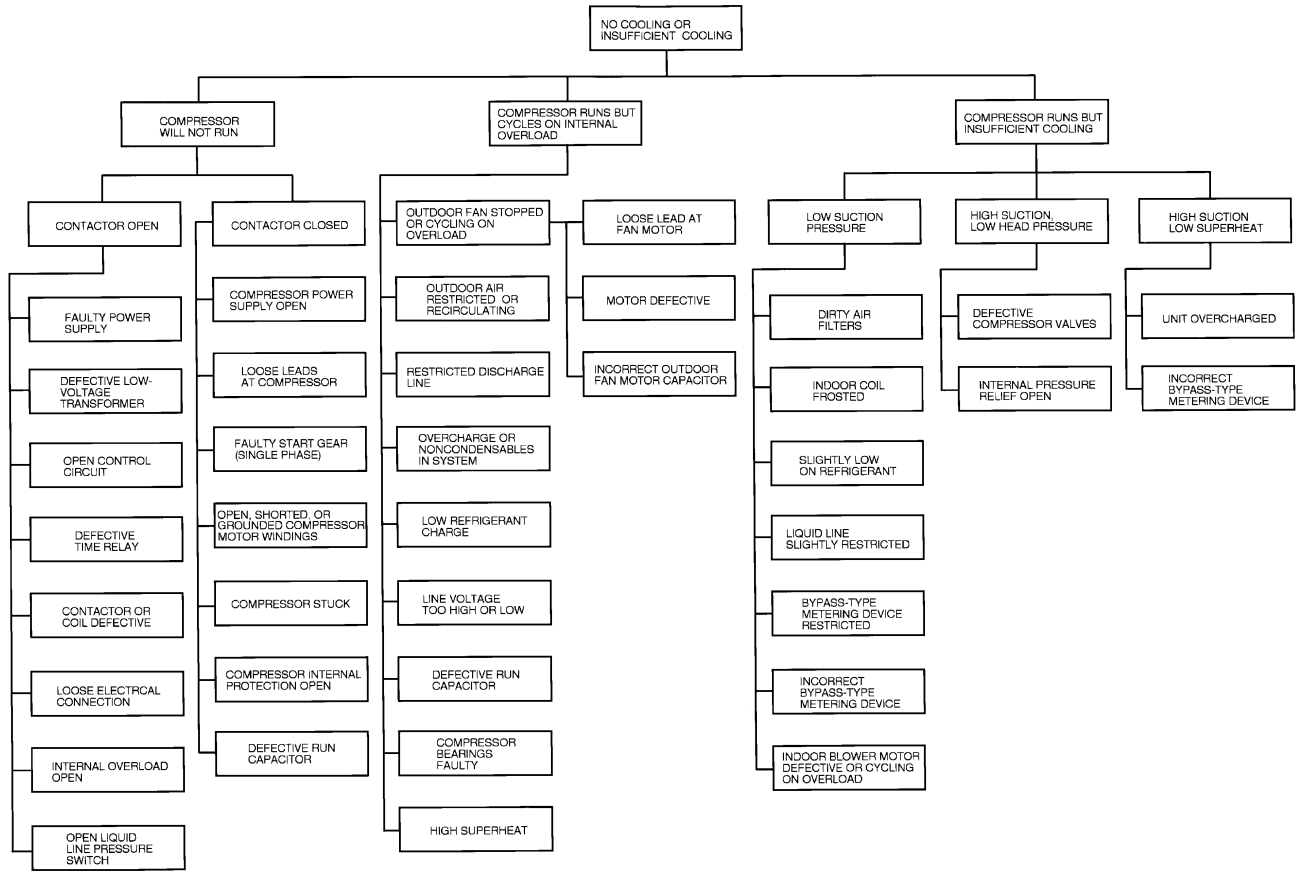 NO COOLING OR
INSUFFICIENT COOLING
COMPRESSOR
WILL NOT RUN
COMPRESSOR RUNS BUT
CYCLES ON INTERNAL
OVERLOAD
COMPRESSOR RUNS BUT
INSUFFICIENT COOLING
CONTACTOR OPEN
FAULTY POWER
SUPPLY
DEFECTIVE LOW-
VOLTAGE
TRANSFORMER
OPEN CONTROL
CIRCUIT
DEFECTIVE
TIME RELAY
CONTACTOR OR
COIL DEFECTIVE
LOOSE ELECTRCAL
CONNECTION
INTERNAL OVERLOAD
OPEN
OPEN LIQUID
LINE PRESSURE
SWITCH
CONTACTOR CLOSED
COMPRESSOR POWER
SUPPLY OPEN
LOOSE LEADS
AT COMPRESSOR
FAULTY START GEAR
(SINGLE PHASE)
OPEN, SHORTED, OR
GROUNDED COMPRESSOR
MOTOR WINDINGS
COMPRESSOR STUCK
COMPRESSOR INTERNAL
PROTECTION OPEN
DEFECTIVE RUN
CAPACITOR
OUTDOOR FAN STOPPED
OR CYCLING ON
OVERLOAD
OUTDOOR AIR
RESTRICTED OR
RECIRCULATING
RESTRICTED DISCHARGE
LINE
OVERCHARGE OR
NONCONDENSABLES
IN SYSTEM
LOW REFRIGERANT
CHARGE
LINE VOLTAGE
TOO HIGH OR LOW
DEFECTIVE RUN
CAPACITOR
COMPRESSOR
BEARINGS
FAULTY
HIGH SUPERHEAT
LOOSE LEAD AT
FAN MOTOR
MOTOR DEFECTIVE
INCORRECT OUTDOOR
FAN MOTOR CAPACITOR
LOW SUCTION
PRESSURE
DIRTY AIR
FILTERS
INDOOR COIL
FROSTED
SLIGHTLY LOW
ON REFRIGERANT
LIQUID LINE
SLIGHTLY RESTRICTED
BYPASS-TYPE
METERING DEVICE
RESTRICTED
INCORRECT
BYPASS-TYPE
METERING DEVICE
INDOOR BLOWER MOTOR
DEFECTIVE OR CYCLING
ON OVERLOAD
HIGH SUCTION,
LOW HEAD PRESSURE
DEFECTIVE
COMPRESSOR VALVES
INTERNAL PRESSURE
RELIEF OPEN
HIGH SUCTION
LOW SUPERHEAT
UNIT OVERCHARGED
INCORRECT
BYPASS-TYPE
METERING DEVICE